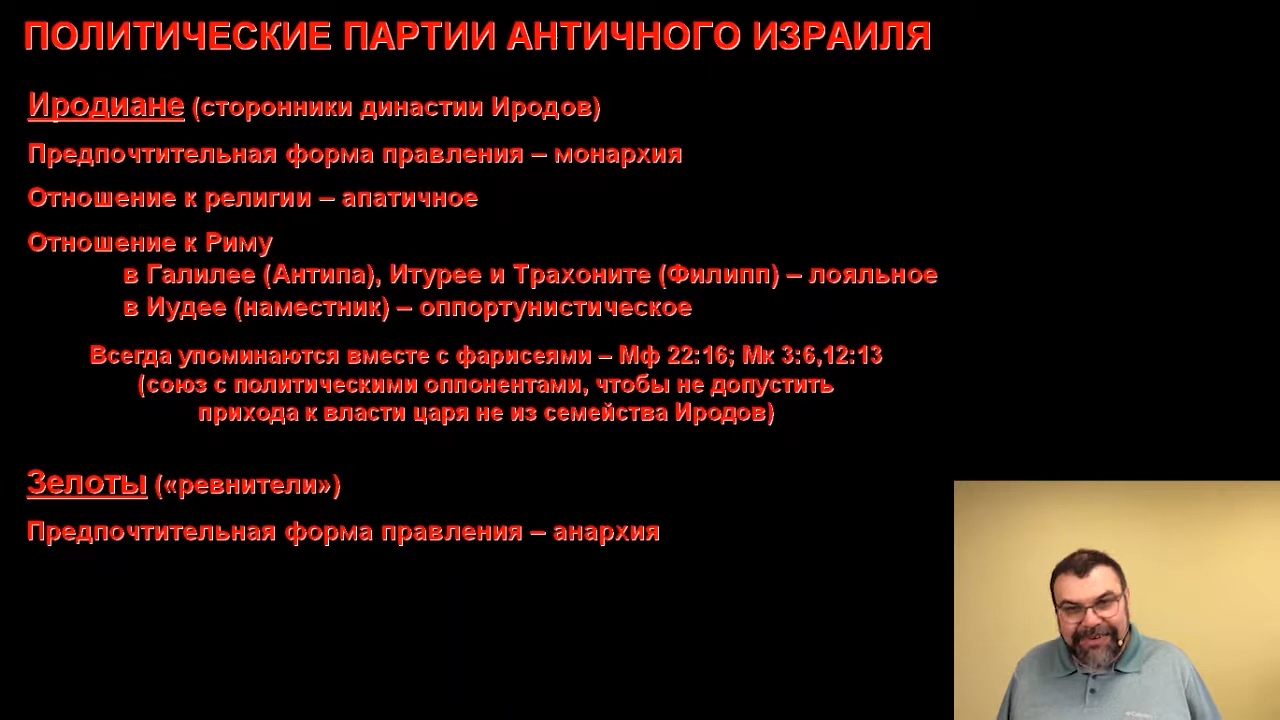 ПОЛИТИЧЕСКИЕ ПАРТИИ АНТИЧНОГО ИЗРАИЛЯ
Иродиане (сторонники династии Иродов)
Предпочтительная форма правления – монархия
Отношение к религии – апатичное
Отношение к Риму
в Галилее (Антипа), Итурее и Трахоните (Филипп) – лояльное
в Иудее (наместник) – оппортунистическое
Всегда упоминаются вместе с фарисеями – Мф 22:16; Мк 3:6,12:13
(союз с политическими оппонентами, чтобы не допустить
прихода к власти царя не из семейства Иродов)
Зелоты («ревнители»)
Предпочтительная форма правления – анархия